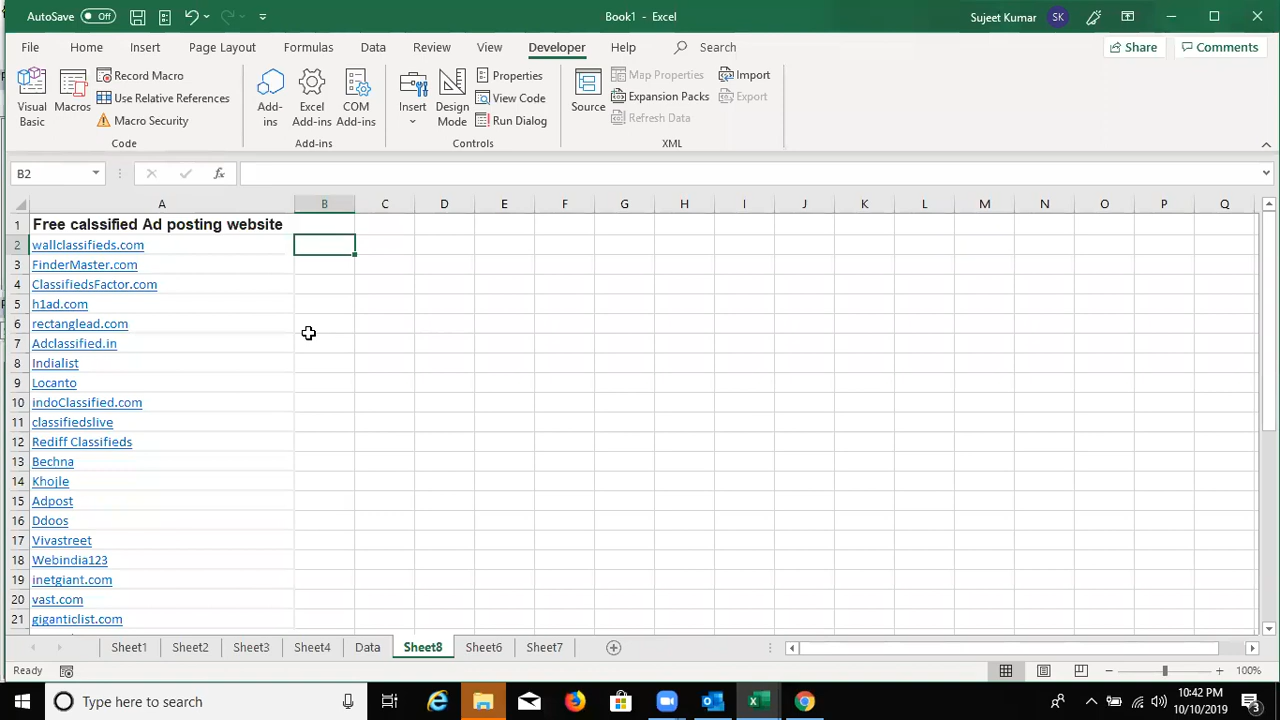 AutoSave Off
Book1 - Excel
Sujeet Kumar SK
File Home Insert Page Layout Formulas Data Review View Developer Help Search Share Comments
Visual Basic
Macros
Record Macro
Use Relative References
Macro Security
Code
Add-ins
Excel Add-ins
COM Add-ins
Add-ins
Insert
Design Mode
Properties
View Code
Run Dialog
Controls
Source
Map Properties
Expansion Packs
Refresh Data
Import
Export
XML
B2 fx
A B C D E F G H I J K L M N O P Q
1 Free calssified Ad posting website
2 wallclassifieds.com
3 FinderMaster.com
4 ClassifiedsFactor.com
5 h1ad.com
6 rectanglead.com
7 Adclassified.in
8 Indialist
9 Locanto
10 indoClassified.com
11 classifiedslive
12 Rediff Classifieds
13 Bechna
14 Khojle
15 Adpost
16 Ddoos
17 Vivastreet
18 Webindia123
19 inetgiant.com
20 vast.com
21 giganticlist.com
Sheet1 Sheet2 Sheet3 Sheet4 Data Sheet8 Sheet6 Sheet7
Ready 100%
Type here to search
10:42 PM
10/10/2019
3